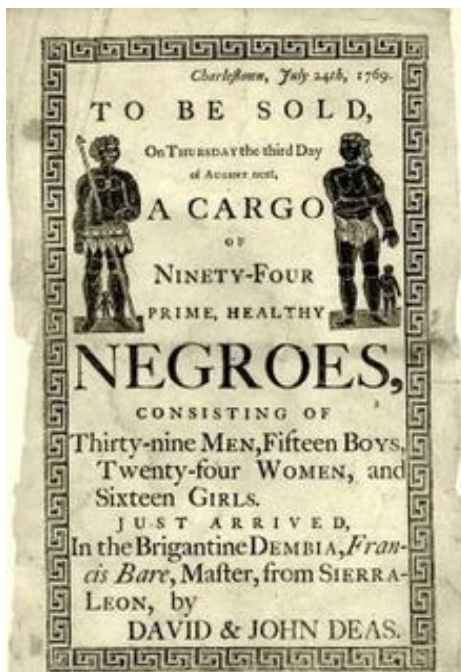 Charlestown, July 24th, 1769.
TO BE SOLD,
On THURSDAY the third Day
of AUGUST next,
A CARGO
OF
NINETY-FOUR
PRIME, HEALTHY
NEGROES,
CONSISTING OF
Thirty-nine MEN, Fifteen BOYS,
Twenty-four WOMEN, and
Sixteen GIRLS.
JUST ARRIVED,
In the Brigantine DEMBIA, Fran-
cis Bare, Maſter, from SIERRA-
LEON, by
DAVID & JOHN DEAS.